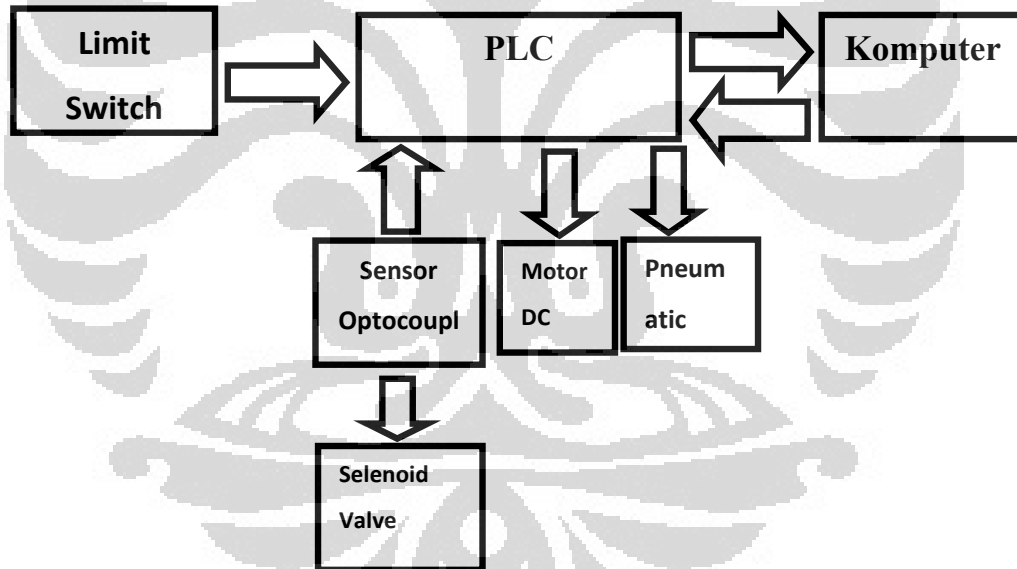 Limit
Switch
PLC
Komputer
Sensor
Optocoupl
Motor
DC
Pneum
atic
Selenoid
Valve